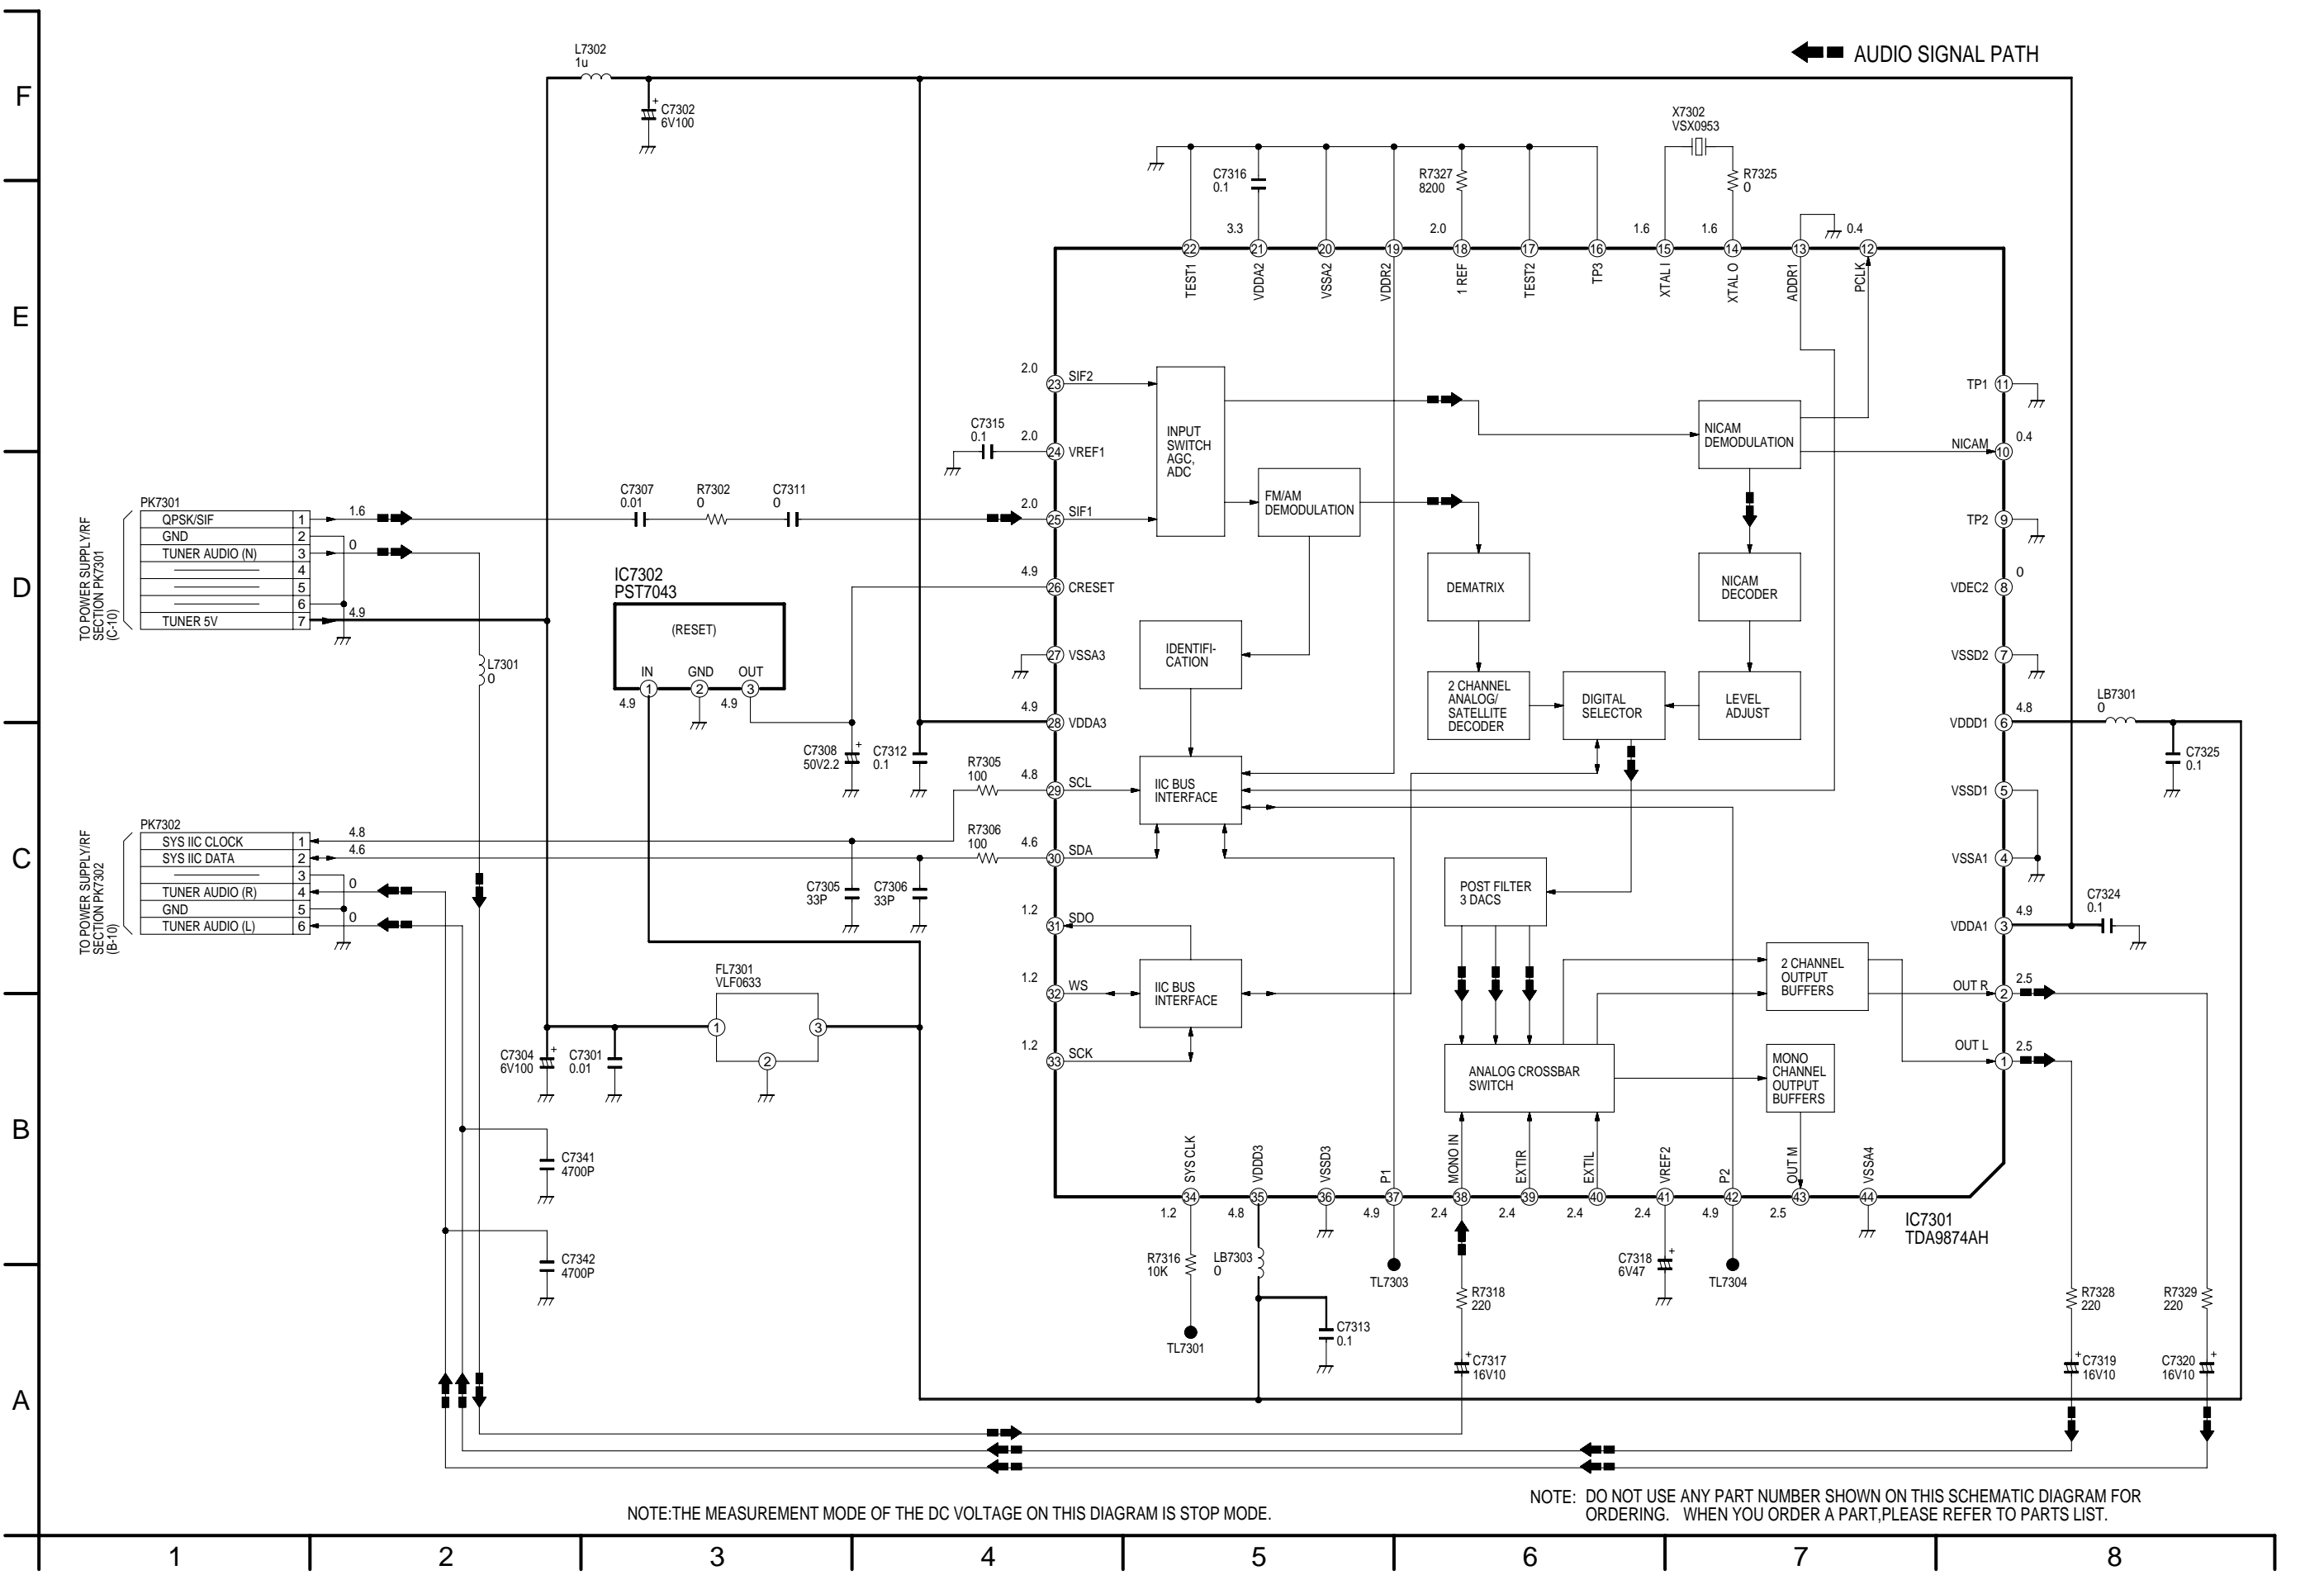 AUDIO SIGNAL PATH
F
E
D
C
B
A
L7302
1u
+
C7302
6V100
X7302
VSX0953
C7316
0.1
R7327
8200
R7325
0
3.3
2.0
1.6
1.6
0.4
22
21
20
19
18
17
16
15
14
13
12
TEST1
VDDA2
VSSA2
VDDR2
1 REF
TEST2
TP3
XTAL I
XTAL O
ADDR1
PCLK
2.0
23
SIF2
C7315
0.1
2.0
24
VREF1
INPUT
SWITCH
AGC,
ADC
NICAM
DEMODULATION
TP1
11
NICAM
10
0.4
TO POWER SUPPLY/RF
SECTION PK7301
(C-10)
PK7301
QPSK/SIF 1
GND 2
TUNER AUDIO (N) 3
4
5
6
TUNER 5V 7
1.6
0
4.9
C7307
0.01
R7302
0
C7311
0
2.0
25
SIF1
FM/AM
DEMODULATION
TP2
9
IC7302
PST7043
(RESET)
IN
GND
OUT
1
2
3
4.9
4.9
4.9
26
CRESET
DEMATRIX
NICAM
DECODER
VDEC2
8
0
L7301
0
27
VSSA3
IDENTIFI-
CATION
VSSD2
7
4.9
28
VDDA3
2 CHANNEL
ANALOG/
SATELLITE
DECODER
DIGITAL
SELECTOR
LEVEL
ADJUST
VDDD1
6
4.8
LB7301
0
C7325
0.1
C7308
50V2.2
+
C7312
0.1
R7305
100
4.8
29
SCL
IIC BUS
INTERFACE
VSSD1
5
TO POWER SUPPLY/RF
SECTION PK7302
(B-10)
PK7302
SYS IIC CLOCK 1
SYS IIC DATA 2
3
TUNER AUDIO (R) 4
GND 5
TUNER AUDIO (L) 6
4.8
4.6
0
0
R7306
100
4.6
30
SDA
VSSA1
4
C7305
33P
C7306
33P
POST FILTER
3 DACS
C7324
0.1
1.2
31
SDO
VDDA1
3
4.9
FL7301
VLF0633
1
2
3
1.2
32
WS
IIC BUS
INTERFACE
2 CHANNEL
OUTPUT
BUFFERS
OUT R
2
2.5
C7304
6V100
+
C7301
0.01
1.2
33
SCK
ANALOG CROSSBAR
SWITCH
MONO
CHANNEL
OUTPUT
BUFFERS
OUT L
1
2.5
C7341
4700P
C7342
4700P
SYS CLK
VDDD3
VSSD3
P1
MONO IN
EXTIR
EXTIL
VREF2
P2
OUT M
VSSA4
34
35
36
37
38
39
40
41
42
43
44
1.2
4.8
4.9
2.4
2.4
2.4
2.4
4.9
2.5
IC7301
TDA9874AH
R7316
10K
LB7303
0
TL7303
C7318
6V47
+
TL7304
R7318
220
R7328
220
R7329
220
TL7301
C7313
0.1
+
C7317
16V10
+
C7319
16V10
C7320
16V10
+
NOTE:THE MEASUREMENT MODE OF THE DC VOLTAGE ON THIS DIAGRAM IS STOP MODE.
NOTE: DO NOT USE ANY PART NUMBER SHOWN ON THIS SCHEMATIC DIAGRAM FOR
ORDERING. WHEN YOU ORDER A PART,PLEASE REFER TO PARTS LIST.
1
2
3
4
5
6
7
8